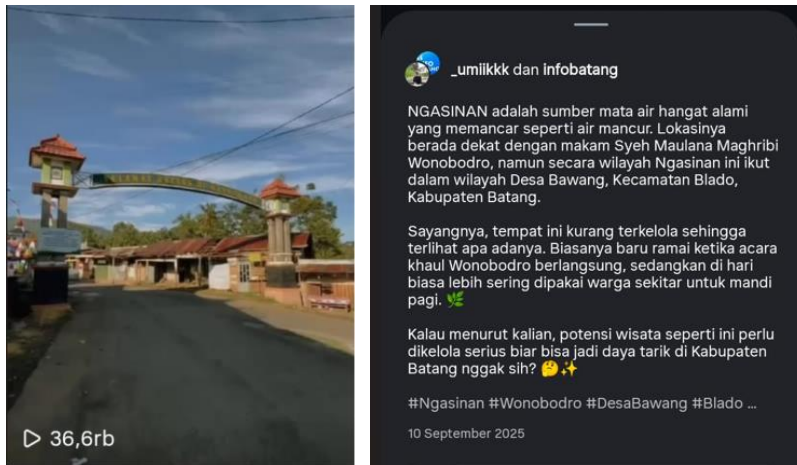 SELAMAT DATANG DI
36,6rb
_umiikkk dan infobatang
NGASINAN adalah sumber mata air hangat alami
yang memancar seperti air mancur. Lokasinya
berada dekat dengan makam Syeh Maulana Maghribi
Wonobodro, namun secara wilayah Ngasinan ini ikut
dalam wilayah Desa Bawang, Kecamatan Blado,
Kabupaten Batang.
Sayangnya, tempat ini kurang terkelola sehingga
terlihat apa adanya. Biasanya baru ramai ketika acara
khaul Wonobodro berlangsung, sedangkan di hari
biasa lebih sering dipakai warga sekitar untuk mandi
pagi. 🌿
Kalau menurut kalian, potensi wisata seperti ini perlu
dikelola serius biar bisa jadi daya tarik di Kabupaten
Batang nggak sih? 🤔✨
#Ngasinan #Wonobodro #DesaBawang #Blado ...
10 September 2025